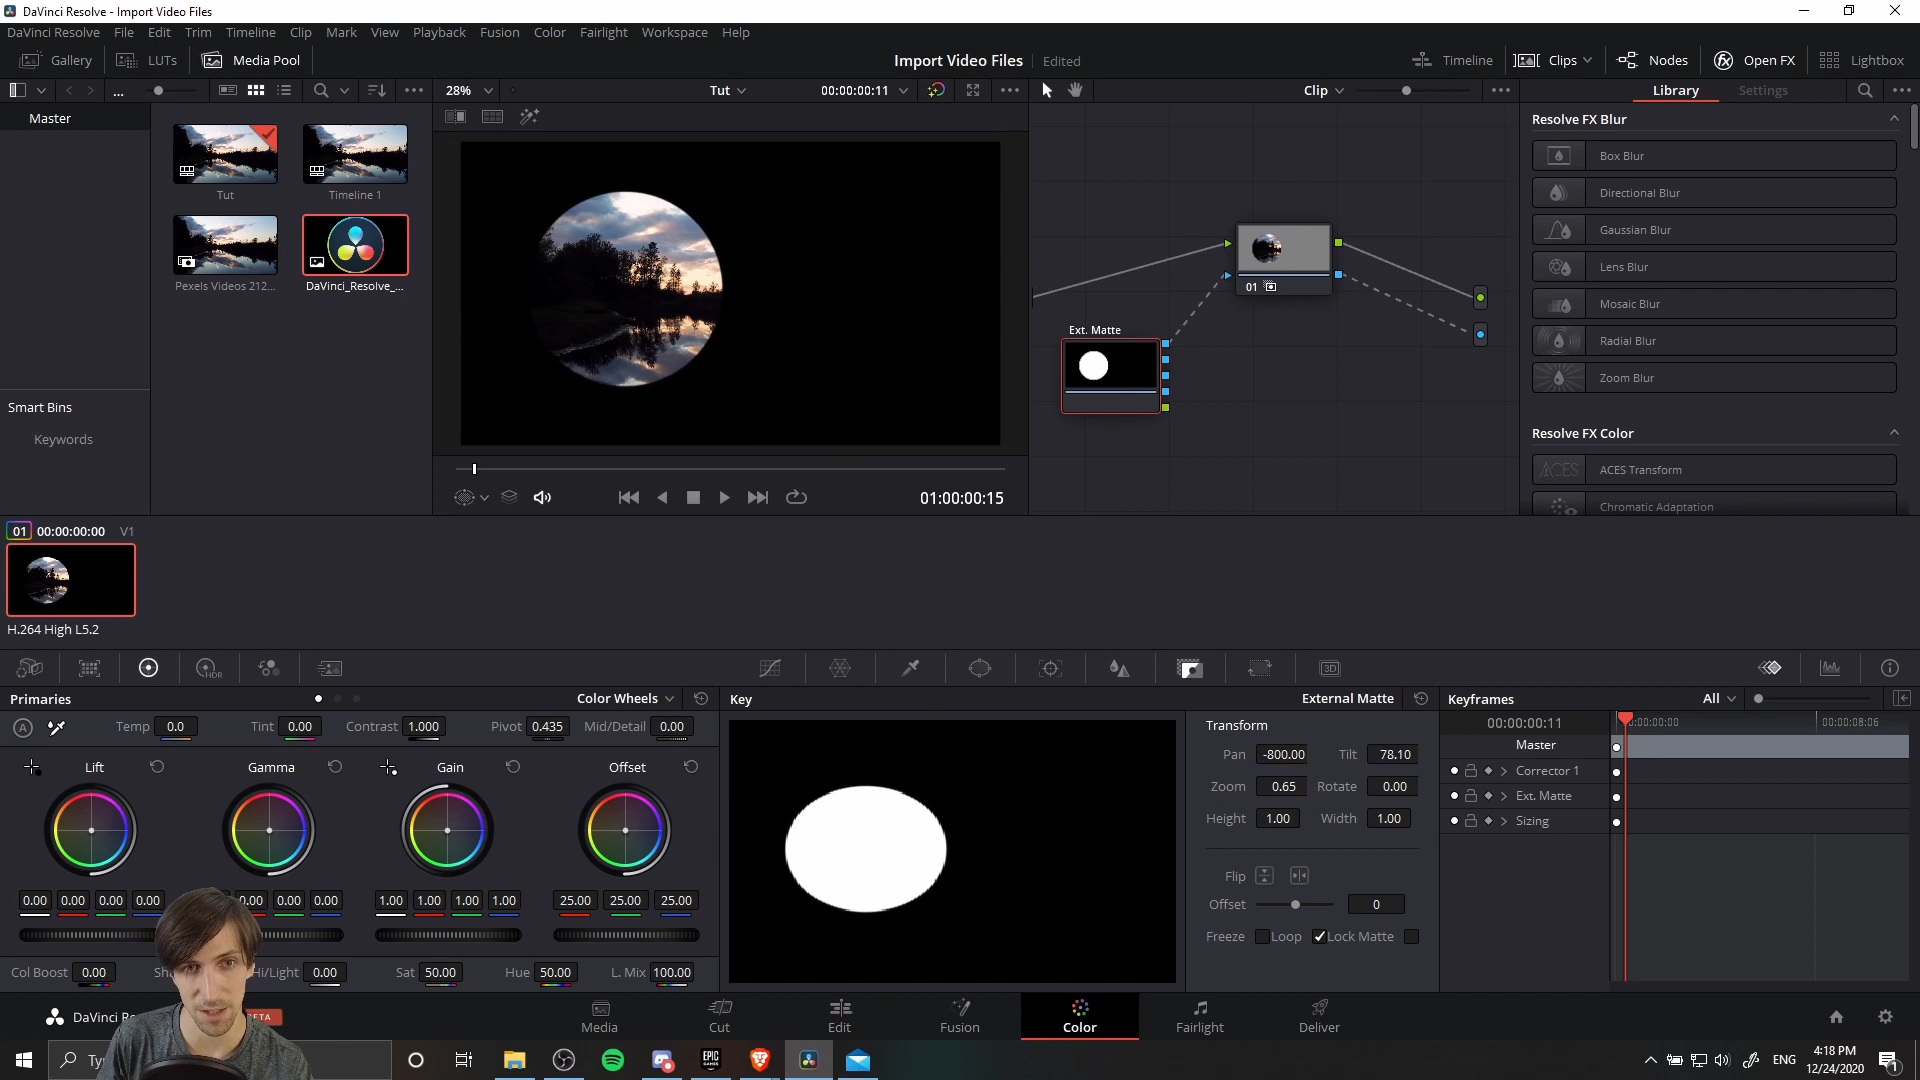 DaVinci Resolve - Import Video Files
DaVinci Resolve File Edit Trim Timeline Clip Mark View Playback Fusion Color Fairlight Workspace Help
Gallery LUTs Media Pool Import Video Files Edited Timeline Clips Nodes Open FX Lightbox
... 28% Tut 00:00:00:11 Clip Library Settings
Master
Tut Timeline 1
Pexels Videos 212... DaVinci_Resolve_...
Smart Bins
Keywords
01:00:00:15
01
Ext. Matte
Resolve FX Blur
Box Blur
Directional Blur
Gaussian Blur
Lens Blur
Mosaic Blur
Radial Blur
Zoom Blur
Resolve FX Color
ACES ACES Transform
Chromatic Adaptation
01 00:00:00:00 V1
H.264 High L5.2
HDR 3D
Primaries Color Wheels
A Temp 0.0 Tint 0.00 Contrast 1.000 Pivot 0.435 Mid/Detail 0.00
Lift Gamma Gain Offset
0.00 0.00 0.00 0.00 0.00 0.00 0.00 1.00 1.00 1.00 1.00 25.00 25.00 25.00
Col Boost 0.00 Hi/Light 0.00 Sat 50.00 Hue 50.00 L. Mix 100.00
Key External Matte
Transform
Pan -800.00 Tilt 78.10
Zoom 0.65 Rotate 0.00
Height 1.00 Width 1.00
Flip
Offset 0
Freeze Loop Lock Matte
Keyframes All
00:00:00:11 0:00:00:00 00:00:08:06
Master
Corrector 1
Ext. Matte
Sizing
DaVinci Re
Media Cut Edit Fusion Color Fairlight Deliver
Ty
EPIC GAMES
ENG
4:18 PM
12/24/2020
1